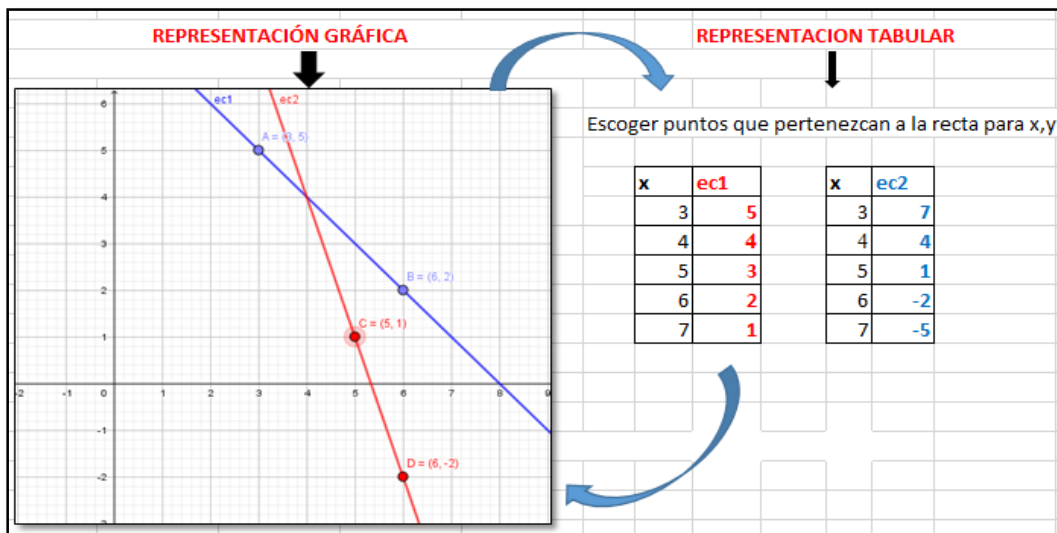 REPRESENTACIÓN GRÁFICA
REPRESENTACION TABULAR
Escoger puntos que pertenezcan a la recta para x,y
ec1 ec2
6
A = (3, 5)
5
4
3
B = (6, 2)
2
C = (5, 1)
1
-2 -1 0 1 2 3 4 5 6 7 8 9
-1
D = (6, -2)
-2
-3
x ec1
3 5
4 4
5 3
6 2
7 1
x ec2
3 7
4 4
5 1
6 -2
7 -5